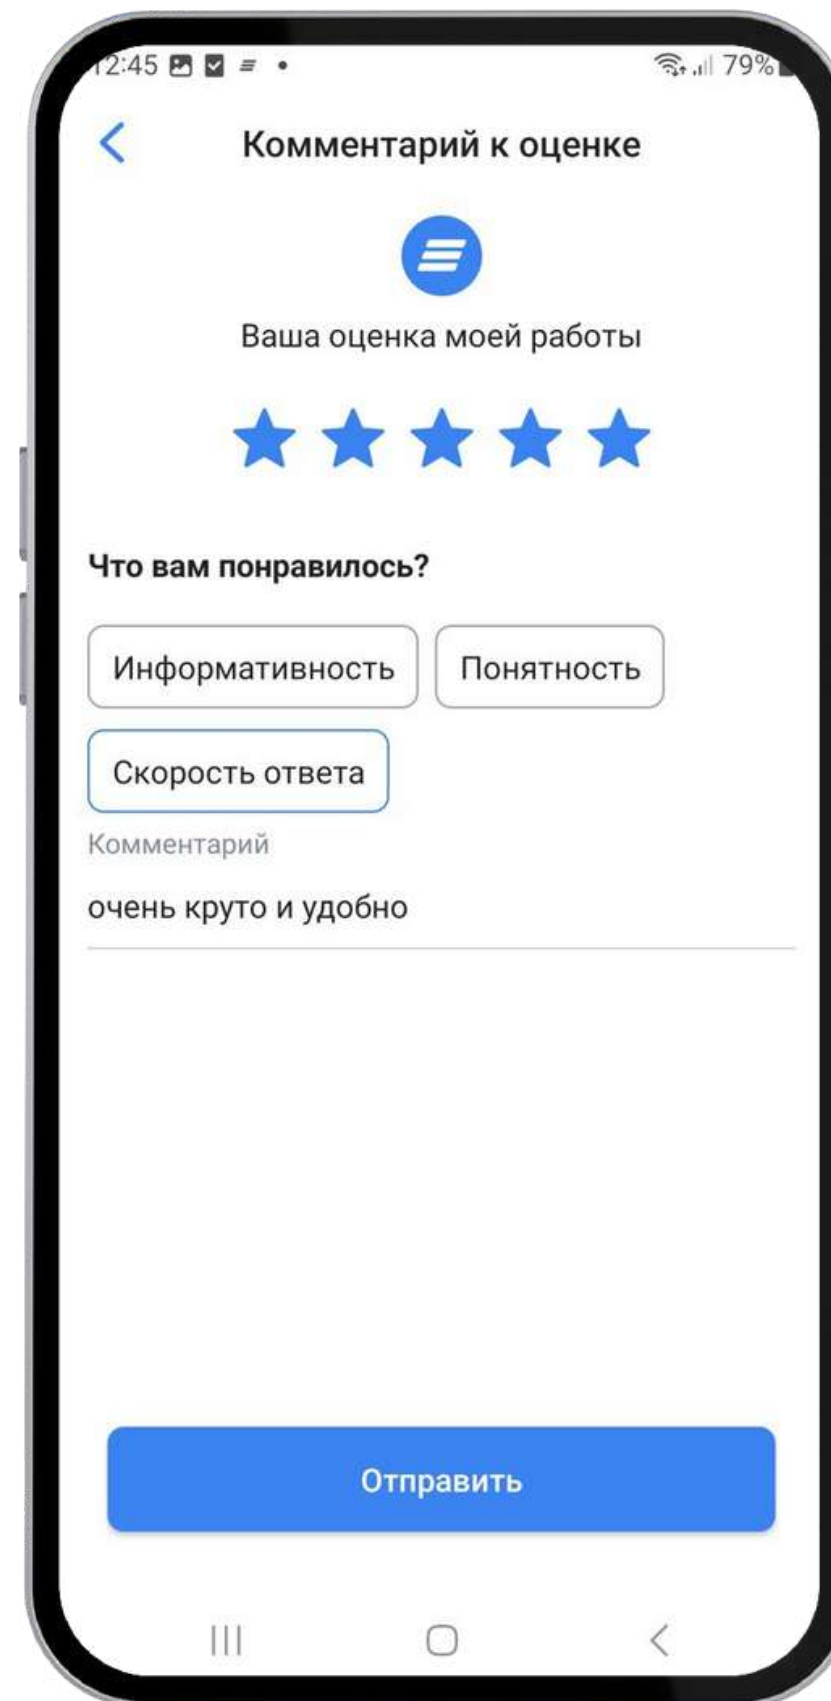 12:45 79%
Комментарий к оценке
Ваша оценка моей работы
Что вам понравилось?
Информативность Понятность
Скорость ответа
Комментарий
очень круто и удобно
Отправить